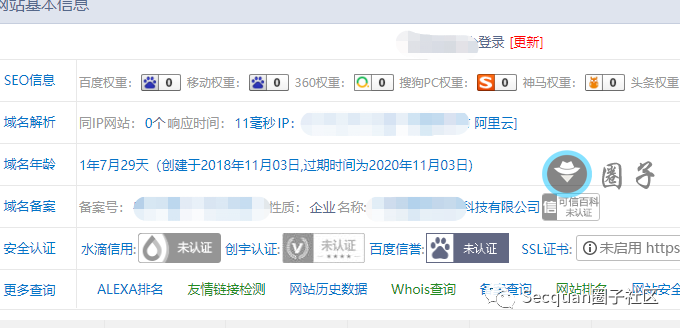 网站基本信息
登录 [更新]
SEO信息 百度权重： 0 移动权重： 0 360权重： 0 搜狗PC权重： 0 神马权重： 0 头条权重
域名解析 同IP网站： 0个 响应时间： 11毫秒 IP： 阿里云]
域名年龄 1年7月29天（创建于2018年11月03日,过期时间为2020年11月03日)
圈子
域名备案 备案号： 性质： 企业 名称: 科技有限公司 信 可信百科 未认证
安全认证 水滴信用: 未认证 创宇认证: V 未认证 百度信誉: 未认证 SSL证书: 未启用 https
更多查询 ALEXA排名 友情链接检测 网站历史数据 Whois查询 备案查询 网站排名 网站安全
Secquan圈子社区